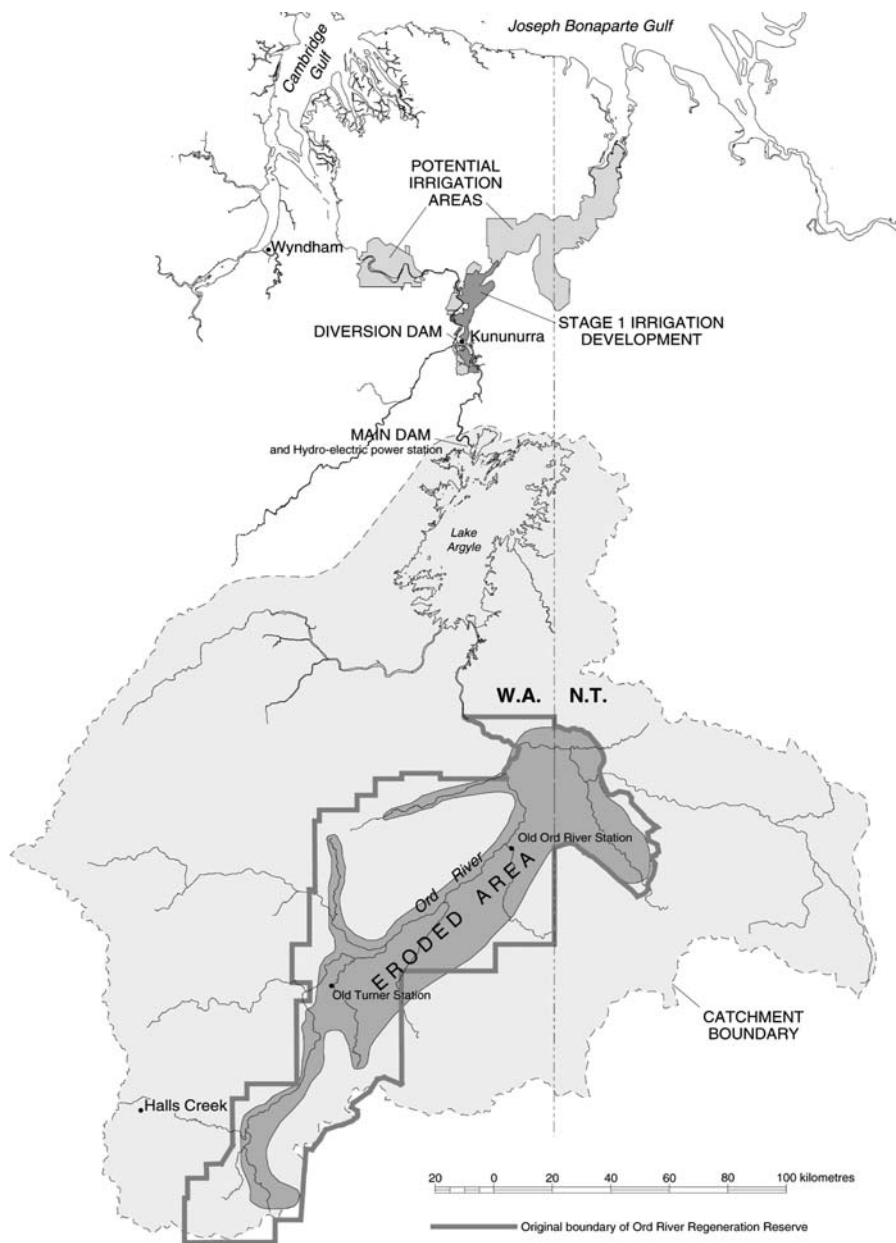 Joseph Bonaparte Gulf
Cambridge
Gulf
POTENTIAL
IRRIGATION
AREAS
Wyndham
STAGE 1 IRRIGATION
DEVELOPMENT
DIVERSION DAM
Kununurra
MAIN DAM
and Hydro-electric power station
Lake
Argyle
W.A.
N.T.
Old Ord River Station
Ord River
ERODED AREA
Old Turner Station
CATCHMENT
BOUNDARY
Halls Creek
20 0 20 40 60 80 100 kilometres
Original boundary of Ord River Regeneration Reserve